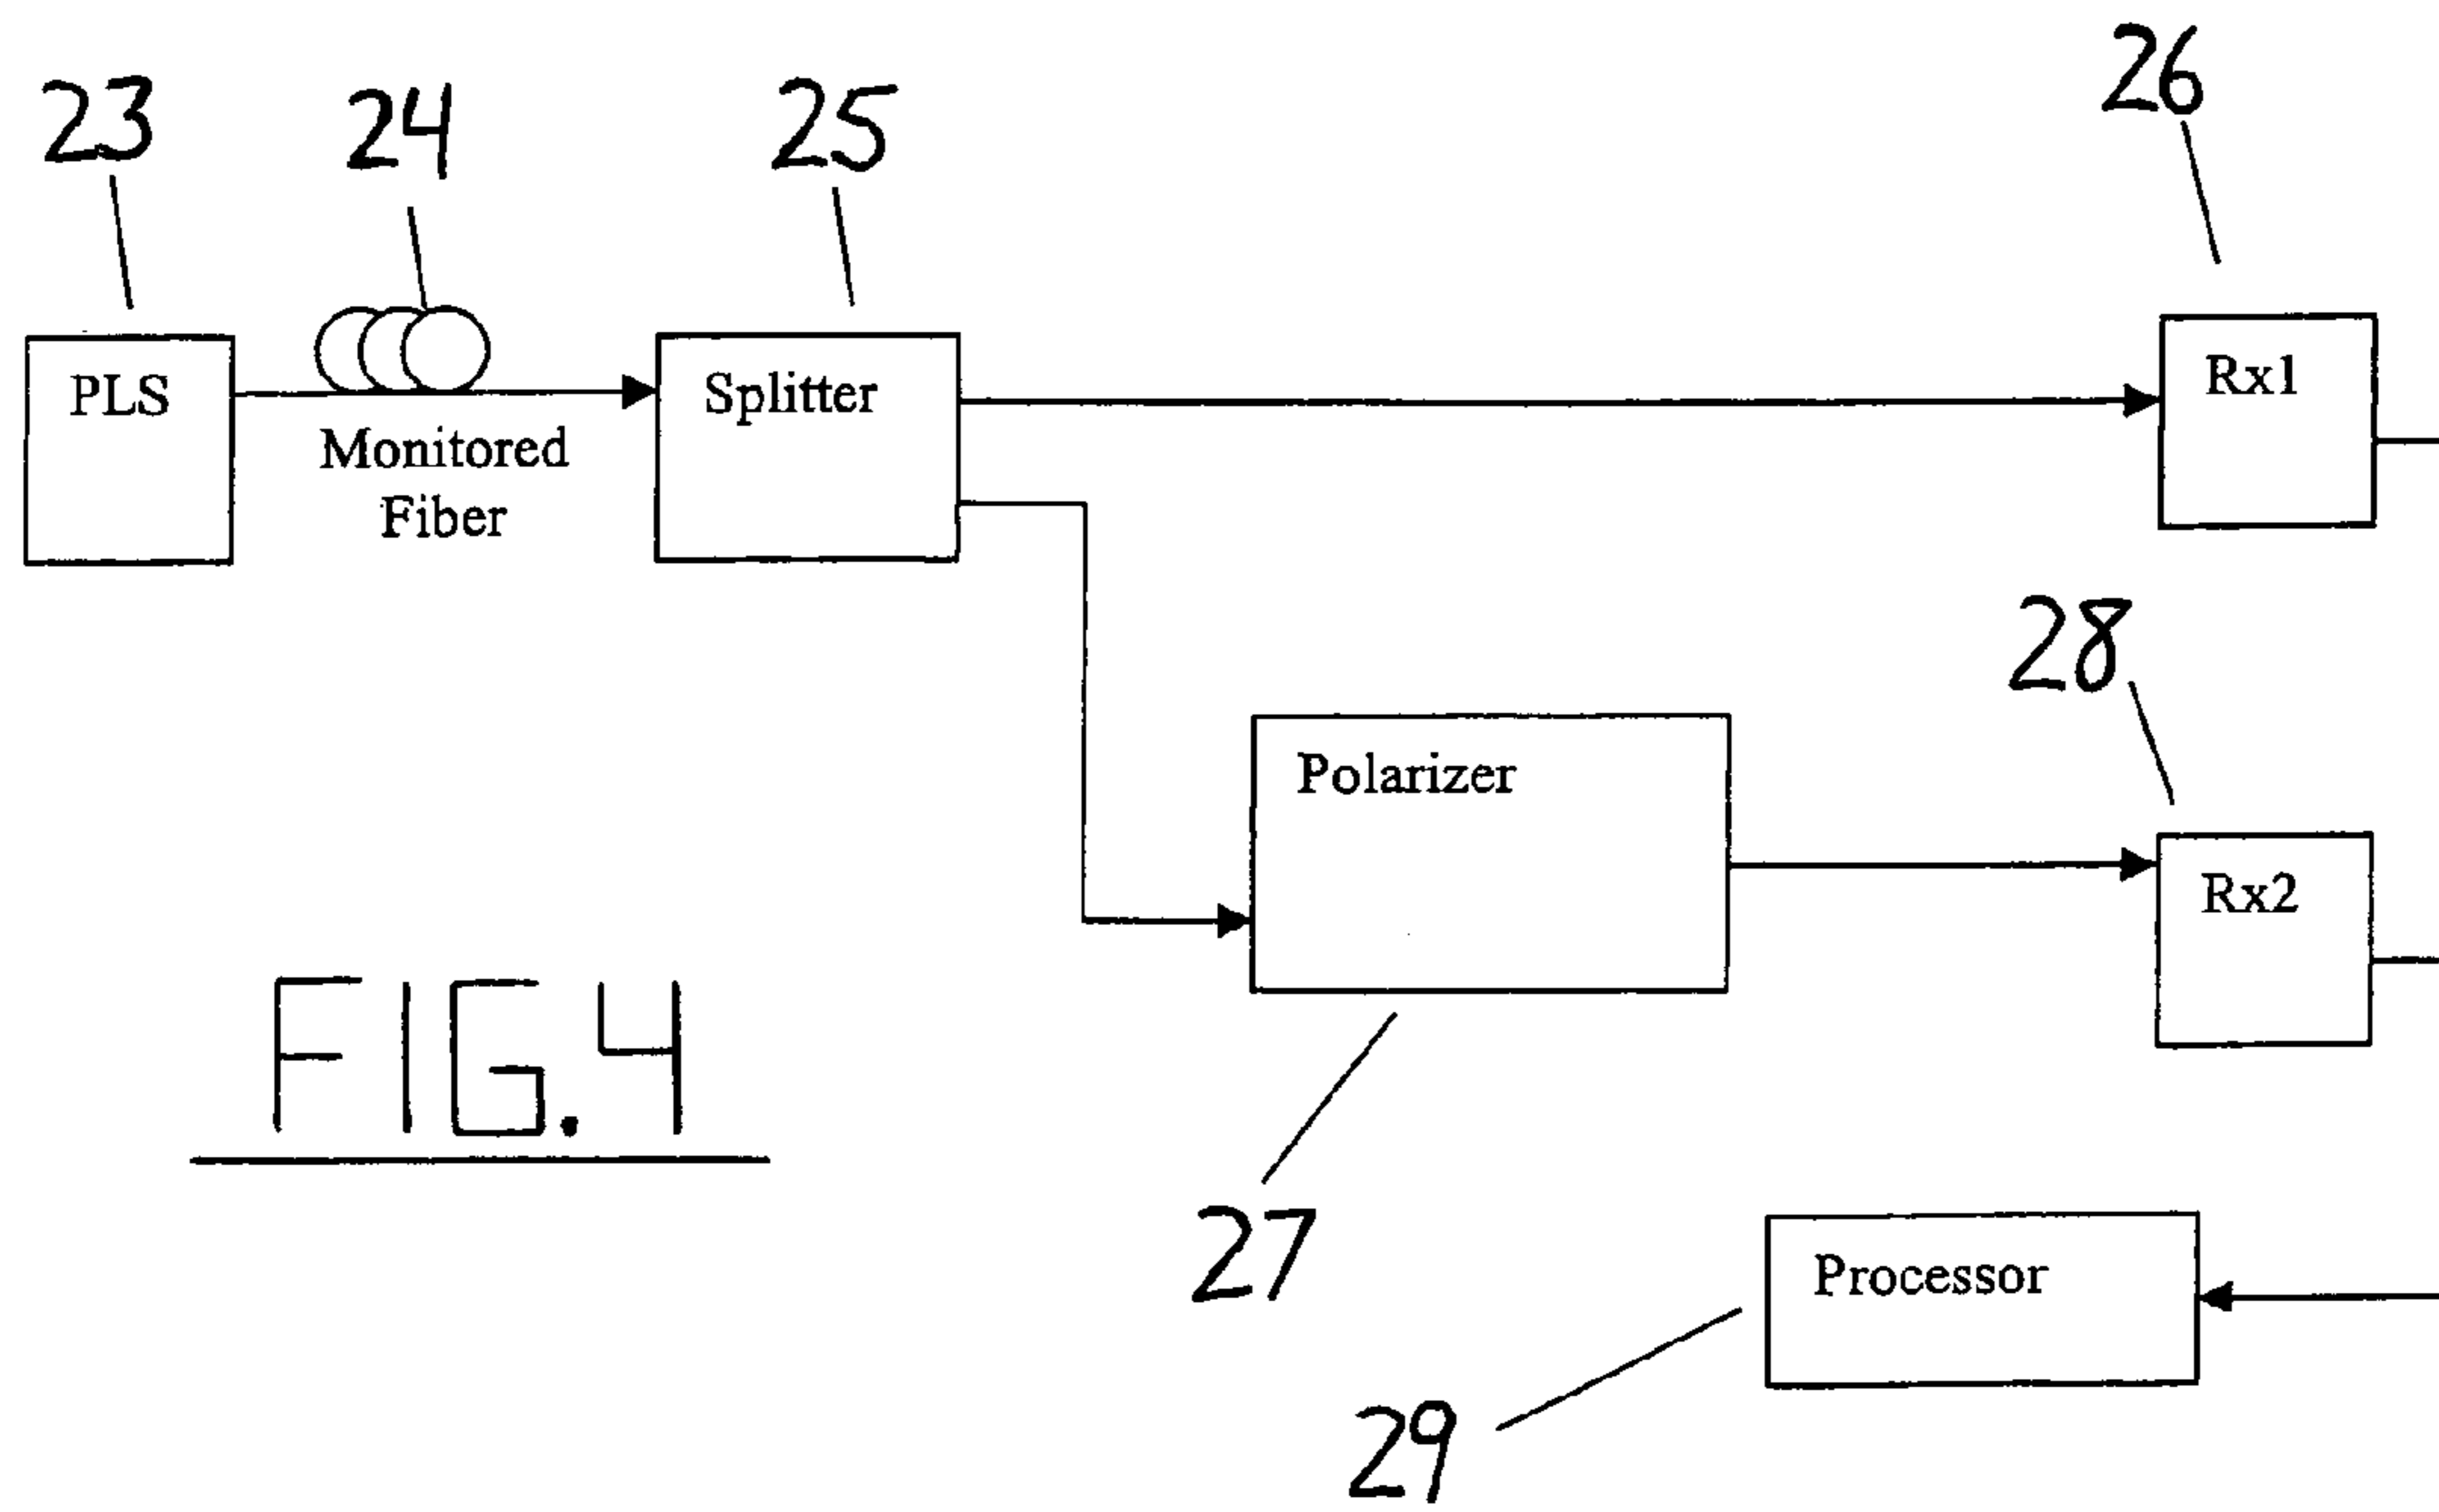 23
24
25
26
PLS
Splitter
Rx1
Monitored
Fiber
28
Polarizer
Rx2
FIG.4
27
Processor
29